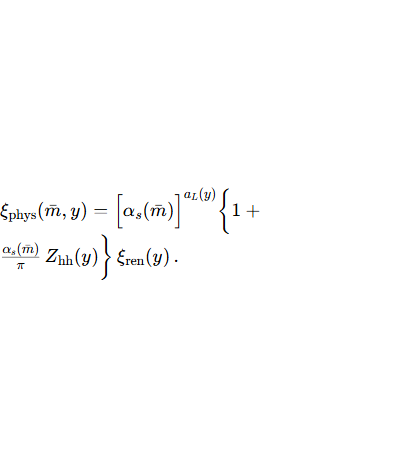 ξ_phys(m̄, y) = [α_s(m̄)]^{a_L(y)} {1 +
α_s(m̄)/π Z_hh(y)} ξ_ren(y) .